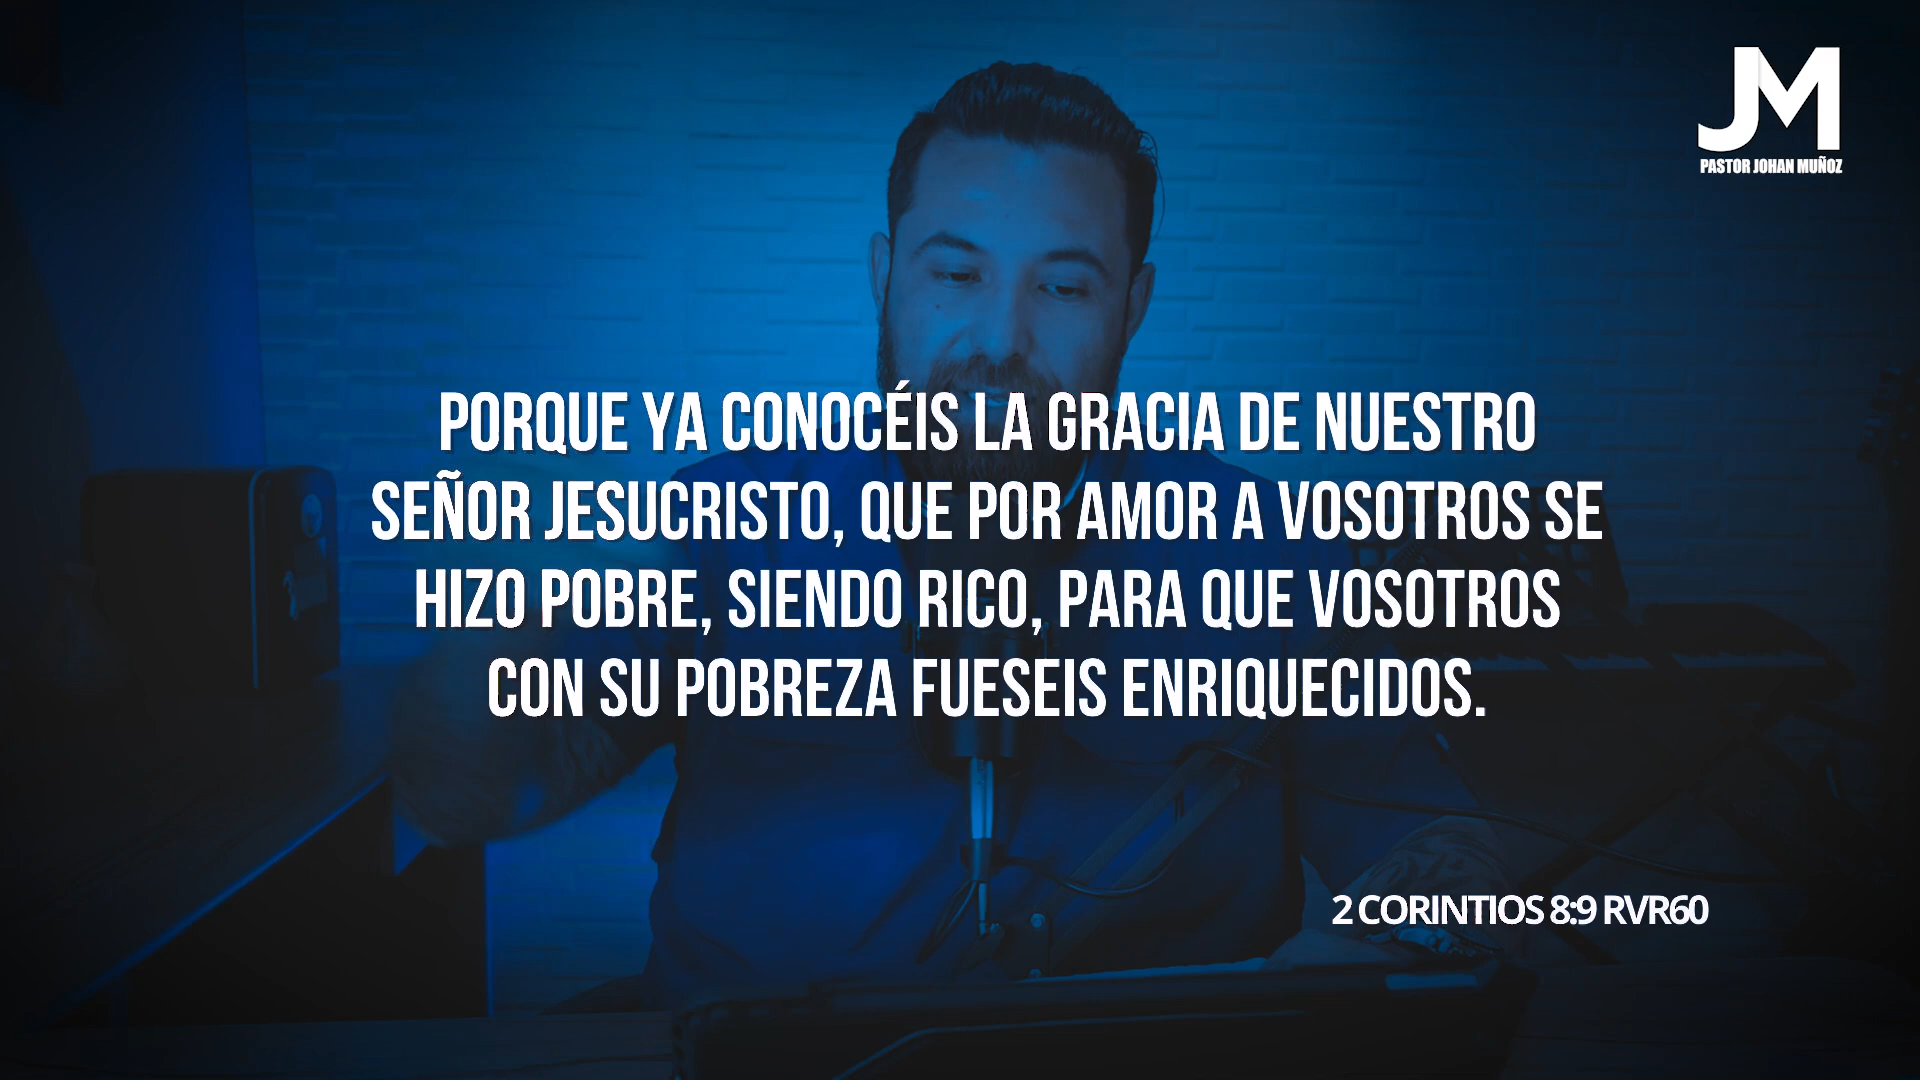 JM
PASTOR JOHAN MUÑOZ
PORQUE YA CONOCÉIS LA GRACIA DE NUESTRO
SEÑOR JESUCRISTO, QUE POR AMOR A VOSOTROS SE
HIZO POBRE, SIENDO RICO, PARA QUE VOSOTROS
CON SU POBREZA FUESEIS ENRIQUECIDOS.
2 CORINTIOS 8:9 RVR60